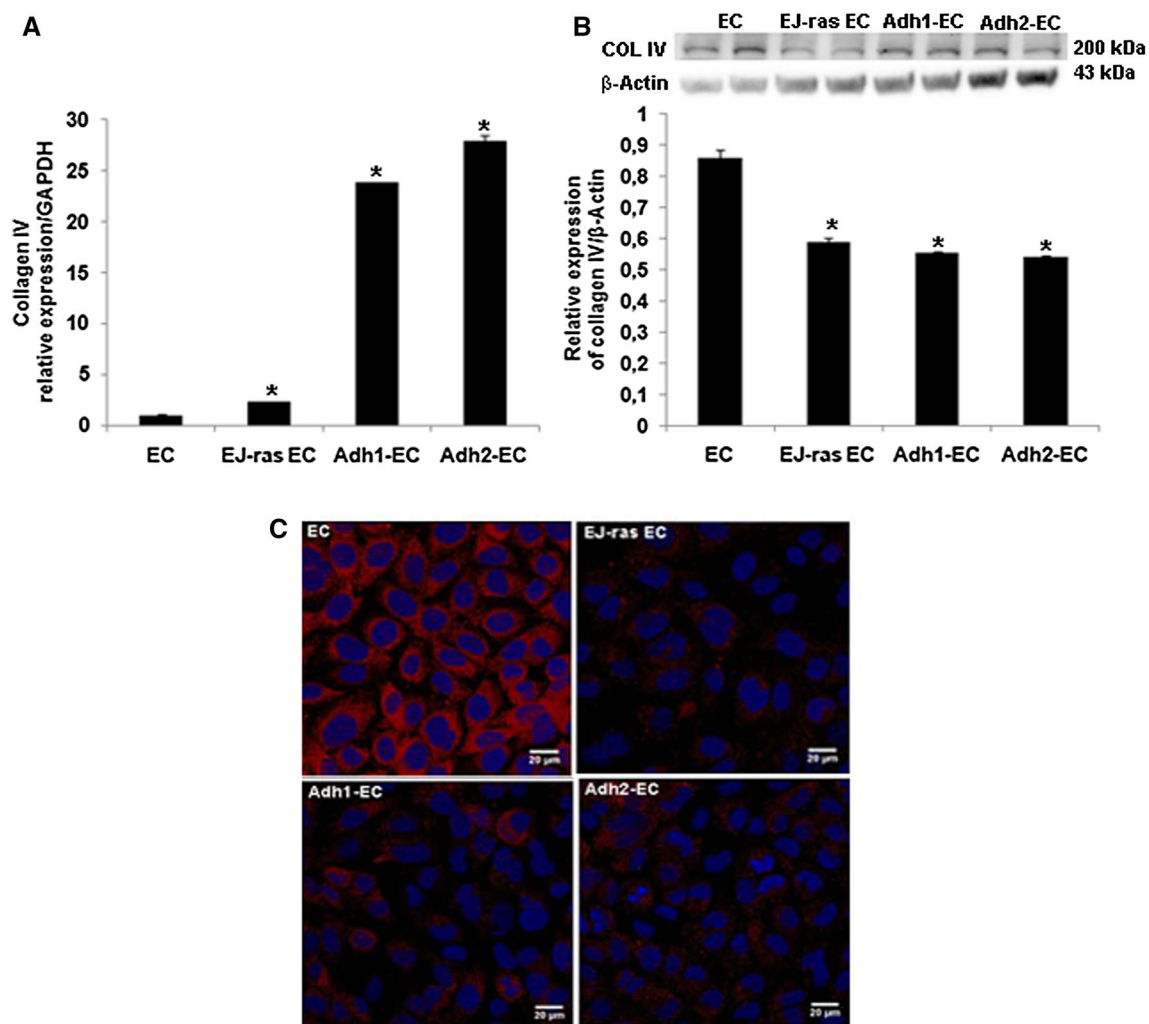 A
Collagen IV
relative expression/GAPDH
30
25
20
15
10
5
0
*
*
*
EC
EJ-ras EC
Adh1-EC
Adh2-EC
B
EC
EJ-ras EC
Adh1-EC
Adh2-EC
COL IV
200 kDa
β-Actin
43 kDa
Relative expression
of collagen IV/β-Actin
1
0,9
0,8
0,7
0,6
0,5
0,4
0,3
0,2
0,1
0
*
*
*
EC
EJ-ras EC
Adh1-EC
Adh2-EC
C
EC
20 μm
EJ-ras EC
20 μm
Adh1-EC
20 μm
Adh2-EC
20 μm